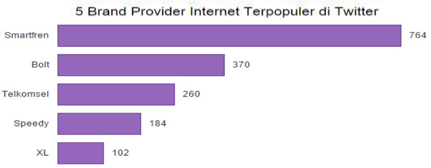 5 Brand Provider Internet Terpopuler di Twitter
Smartfren 764
Bolt 370
Telkomsel 260
Speedy 184
XL 102